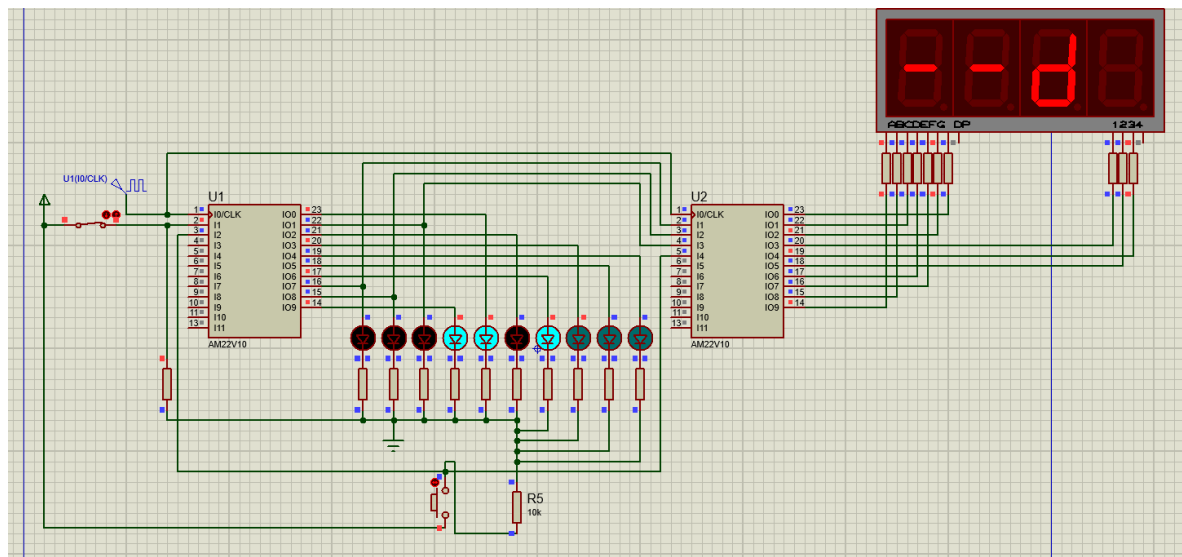 --d
ABCDEFG DP
1234
U1(I0/CLK)
U1
1 I0/CLK IO0 23
2 I1 IO1 22
3 I2 IO2 21
4 I3 IO3 20
5 I4 IO4 19
6 I5 IO5 18
7 I6 IO6 17
8 I7 IO7 16
9 I8 IO8 15
10 I9 IO9 14
11 I10
13 I11
AM22V10
U2
1 I0/CLK IO0 23
2 I1 IO1 22
3 I2 IO2 21
4 I3 IO3 20
5 I4 IO4 19
6 I5 IO5 18
7 I6 IO6 17
8 I7 IO7 16
9 I8 IO8 15
10 I9 IO9 14
11 I10
13 I11
AM22V10
R5
10k